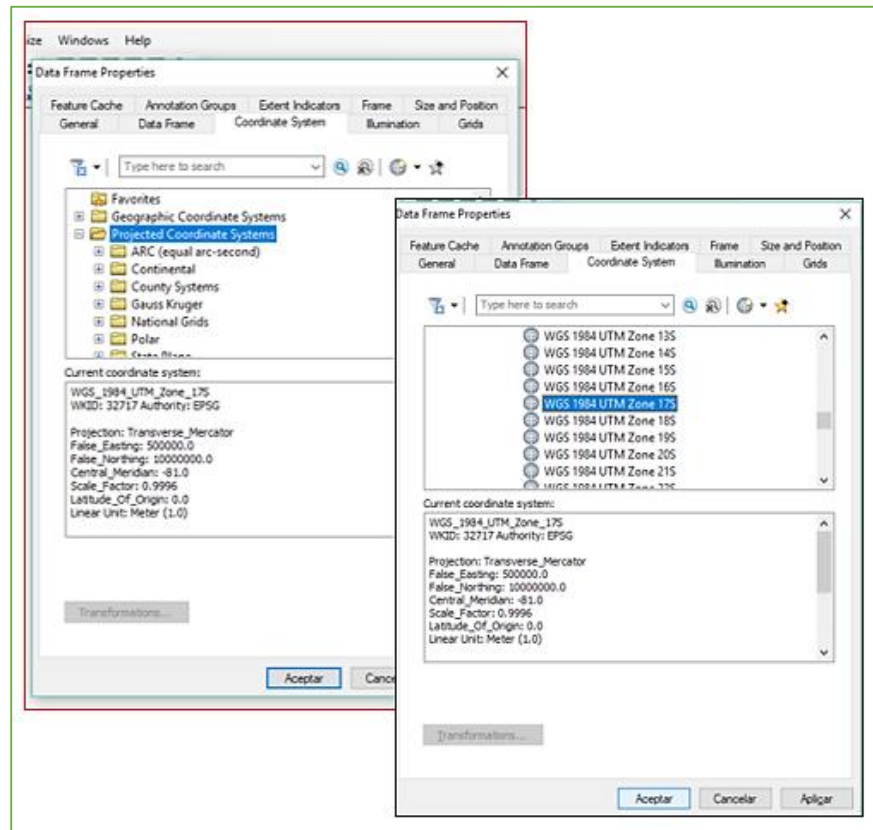 ize Windows Help
Data Frame Properties
Feature Cache Annotation Groups Extent Indicators Frame Size and Position
General Data Frame Coordinate System Illumination Grids
Type here to search
Favorites
Geographic Coordinate Systems
Projected Coordinate Systems
ARC (equal arc-second)
Continental
County Systems
Gauss Kruger
National Grids
Polar
State Plane
Current coordinate system:
WGS_1984_UTM_Zone_17S
WKID: 32717 Authority: EPSG
Projection: Transverse_Mercator
False_Easting: 500000.0
False_Northing: 10000000.0
Central_Meridian: -81.0
Scale_Factor: 0.9996
Latitude_Of_Origin: 0.0
Linear Unit: Meter (1.0)
Transformations...
Aceptar Cance
Data Frame Properties
Feature Cache Annotation Groups Extent Indicators Frame Size and Position
General Data Frame Coordinate System Illumination Grids
Type here to search
WGS 1984 UTM Zone 13S
WGS 1984 UTM Zone 14S
WGS 1984 UTM Zone 15S
WGS 1984 UTM Zone 16S
WGS 1984 UTM Zone 17S
WGS 1984 UTM Zone 18S
WGS 1984 UTM Zone 19S
WGS 1984 UTM Zone 20S
WGS 1984 UTM Zone 21S
WGS 1984 UTM Zone 22S
Current coordinate system:
WGS_1984_UTM_Zone_17S
WKID: 32717 Authority: EPSG
Projection: Transverse_Mercator
False_Easting: 500000.0
False_Northing: 10000000.0
Central_Meridian: -81.0
Scale_Factor: 0.9996
Latitude_Of_Origin: 0.0
Linear Unit: Meter (1.0)
Transformations...
Aceptar Cancelar Aplicar